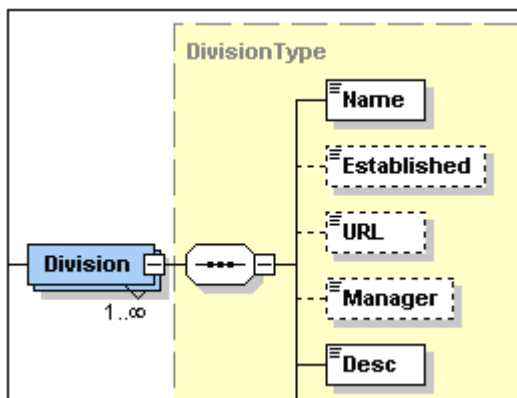 DivisionType
Name
Established
URL
Division
Manager
1..∞
Desc